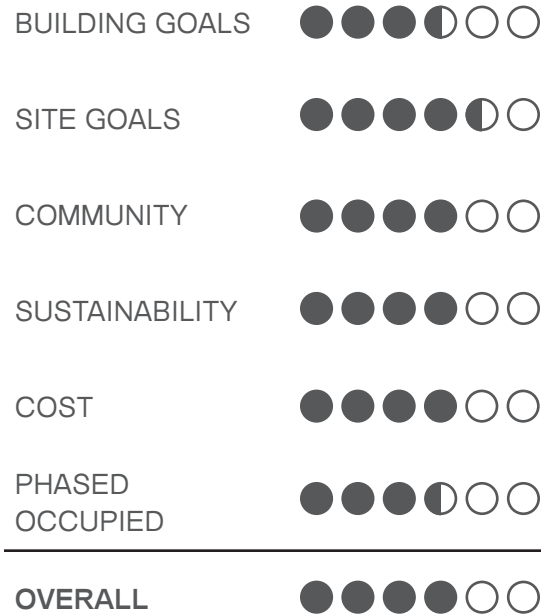 BUILDING GOALS
SITE GOALS
COMMUNITY
SUSTAINABILITY
COST
PHASED
OCCUPIED
OVERALL